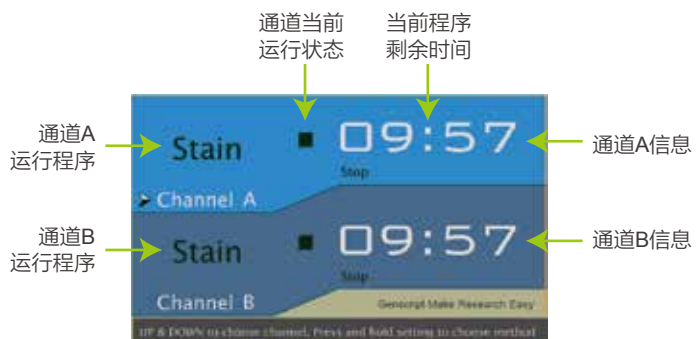 通道当前
运行状态
当前程序
剩余时间
通道A
运行程序
Stain
09:57
Stop
通道A信息
Channel A
通道B
运行程序
Stain
09:57
Stop
通道B信息
Channel B
Genscript Make Research Easy
UP & DOWN to choose channel, Press and hold setting to choose method